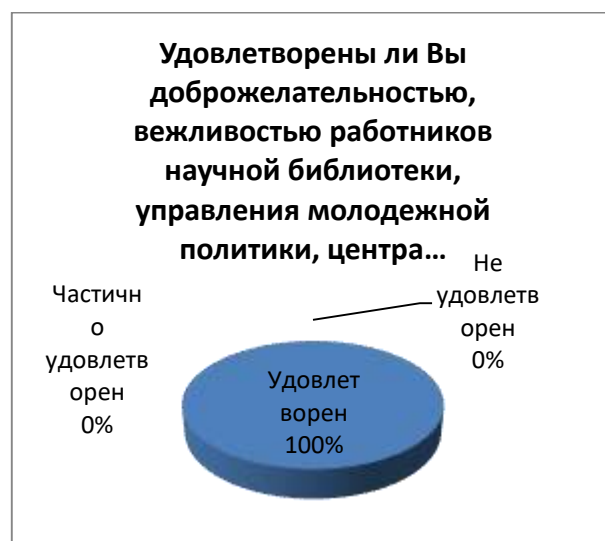 Удовлетворены ли Вы
доброжелательностью,
вежливостью работников
научной библиотеки,
управления молодежной
политики, центра...
Не
удовлетв
орен
0%
Частичн
о
удовлетв
орен
0%
Удовлет
ворен
100%